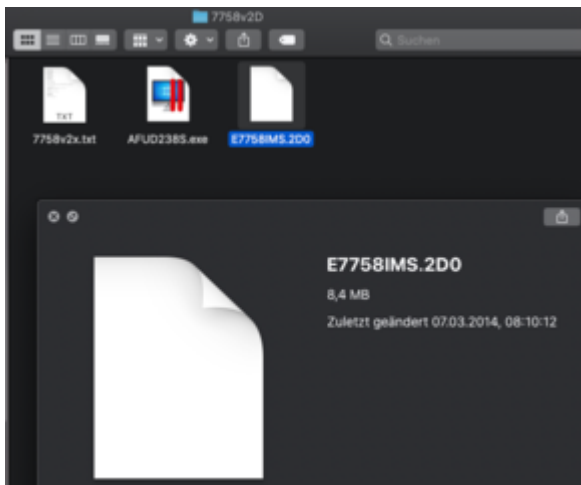 7758v2D
Suchen
TXT
7758v2x.txt
AFUD238S.exe
E7758IMS.2D0
E7758IMS.2D0
8,4 MB
Zuletzt geändert 07.03.2014, 08:10:12